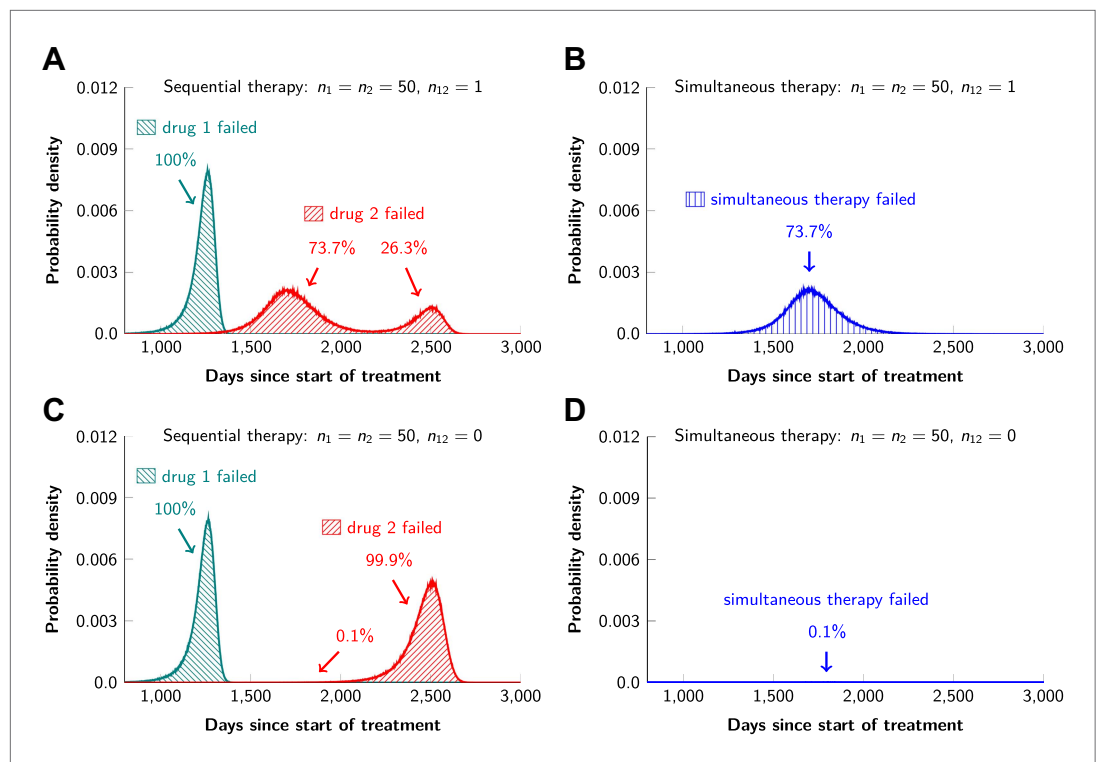 A
Sequential therapy: n₁ = n₂ = 50, n₁₂ = 1
0.012
0.009
0.006
0.003
0.0
Probability density
drug 1 failed
100%
drug 2 failed
73.7%
26.3%
1,000
1,500
2,000
2,500
3,000
Days since start of treatment
B
Simultaneous therapy: n₁ = n₂ = 50, n₁₂ = 1
0.012
0.009
0.006
0.003
0.0
Probability density
simultaneous therapy failed
73.7%
1,000
1,500
2,000
2,500
3,000
Days since start of treatment
C
Sequential therapy: n₁ = n₂ = 50, n₁₂ = 0
0.012
0.009
0.006
0.003
0.0
Probability density
drug 1 failed
100%
drug 2 failed
99.9%
0.1%
1,000
1,500
2,000
2,500
3,000
Days since start of treatment
D
Simultaneous therapy: n₁ = n₂ = 50, n₁₂ = 0
0.012
0.009
0.006
0.003
0.0
Probability density
simultaneous therapy failed
0.1%
1,000
1,500
2,000
2,500
3,000
Days since start of treatment